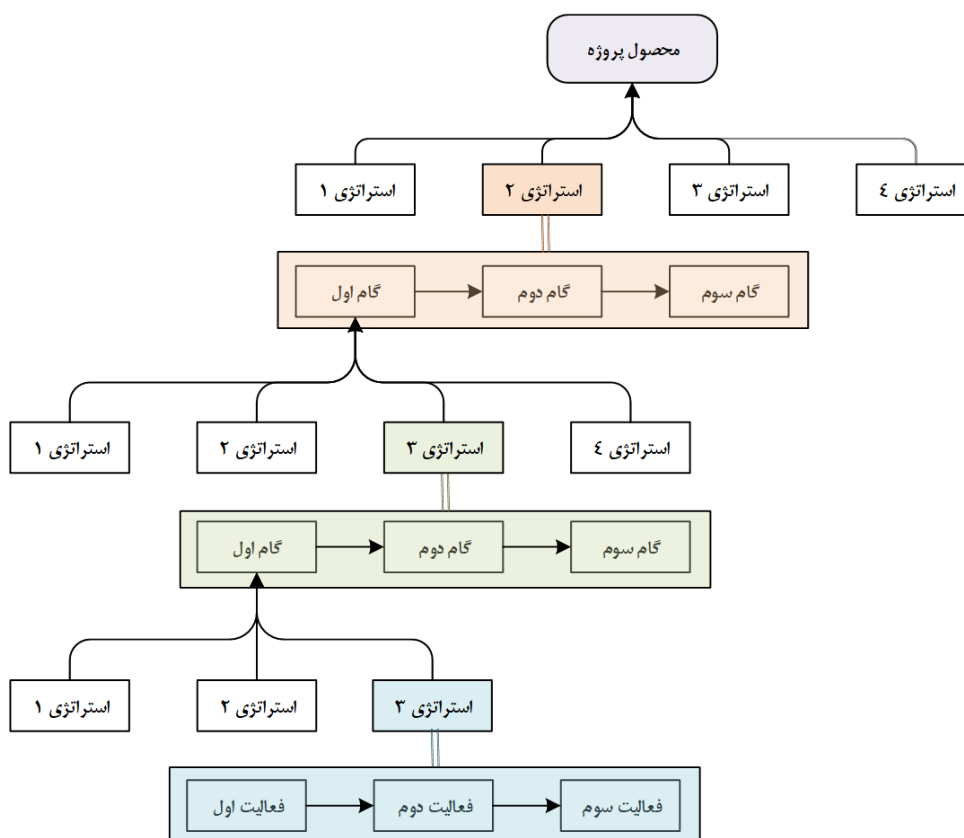 محصول پروژه
استراتژی ۱
استراتژی ۲
استراتژی ۳
استراتژی ٤
گام اول
گام دوم
گام سوم
استراتژی ۱
استراتژی ۲
استراتژی ۳
استراتژی ٤
گام اول
گام دوم
گام سوم
استراتژی ۱
استراتژی ۲
استراتژی ۳
فعالیت اول
فعالیت دوم
فعالیت سوم